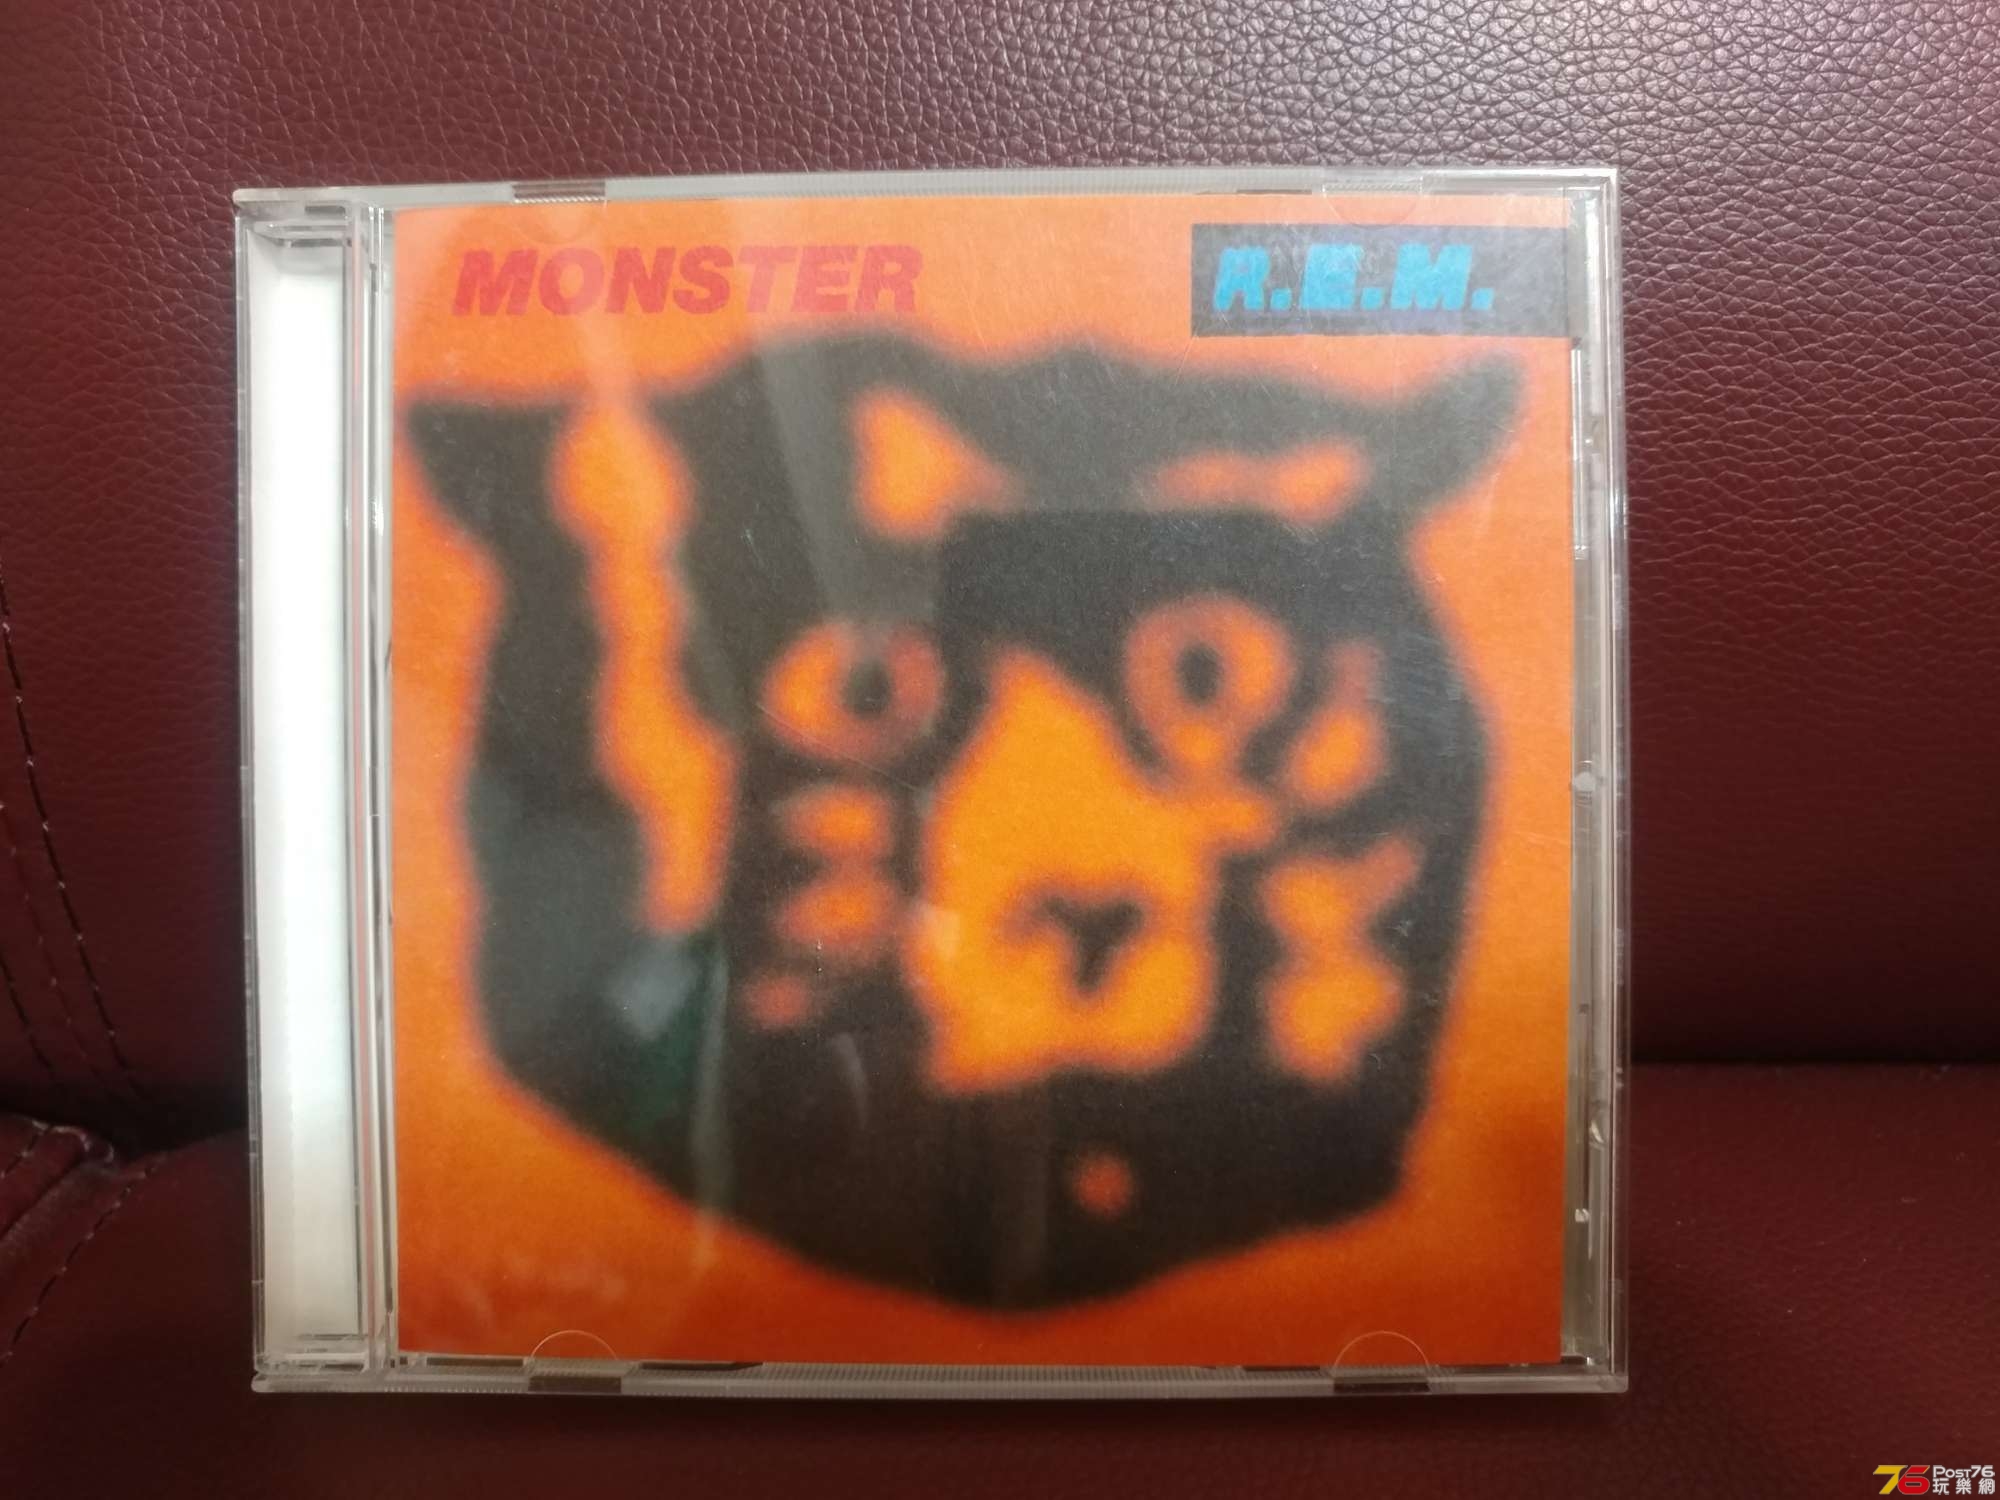 MONSTER
R.E.M.
76 POST76
玩樂網